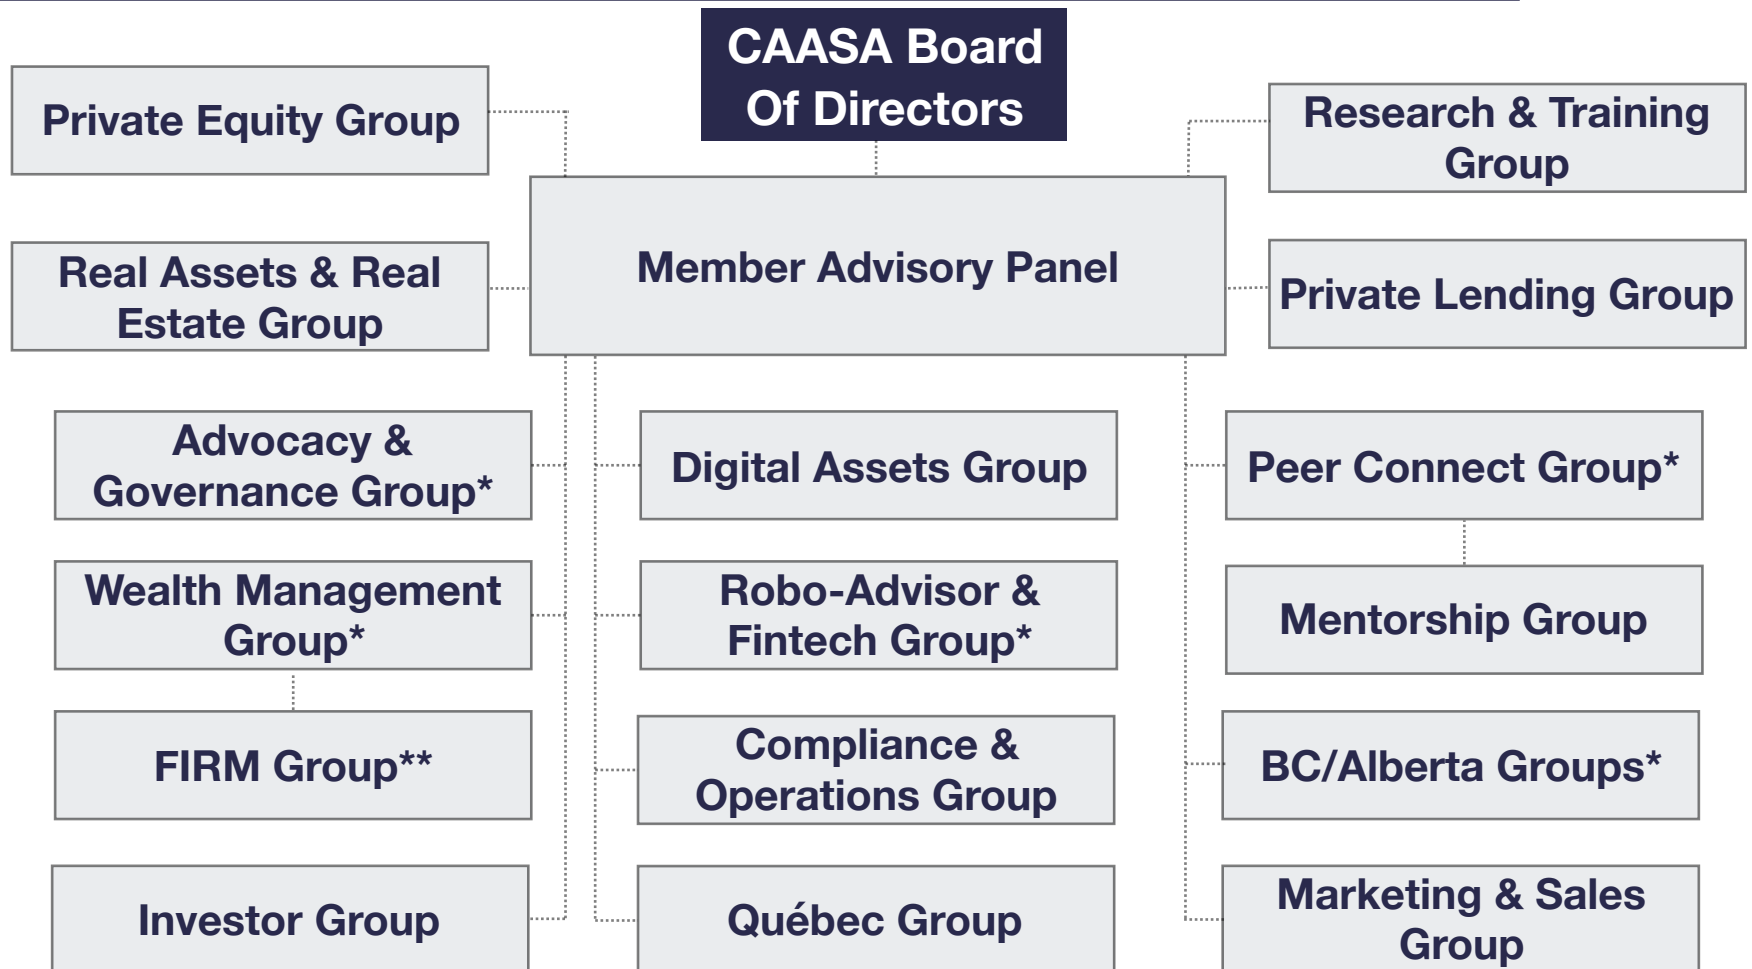 CAASA Board
Of Directors
Private Equity Group
Research & Training
Group
Member Advisory Panel
Real Assets & Real
Estate Group
Private Lending Group
Advocacy &
Governance Group*
Digital Assets Group
Peer Connect Group*
Wealth Management
Group*
Robo-Advisor &
Fintech Group*
Mentorship Group
FIRM Group**
Compliance &
Operations Group
BC/Alberta Groups*
Investor Group
Québec Group
Marketing & Sales
Group